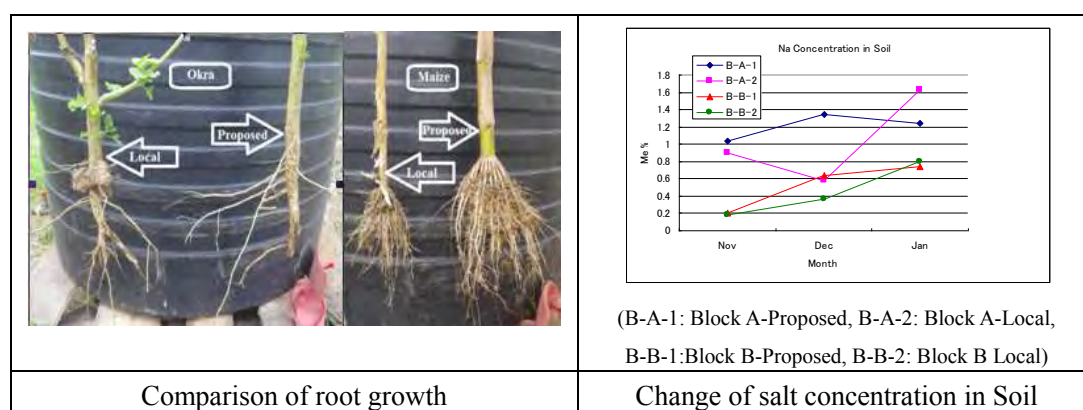 Okra
Local
Proposed
Maize
Proposed
Local
Na Concentration in Soil
B-A-1
B-A-2
B-B-1
B-B-2
Me %
1.8
1.6
1.4
1.2
1
0.8
0.6
0.4
0.2
0
Nov
Dec
Jan
Month
(B-A-1: Block A-Proposed, B-A-2: Block A-Local,
B-B-1:Block B-Proposed, B-B-2: Block B Local)
Comparison of root growth
Change of salt concentration in Soil